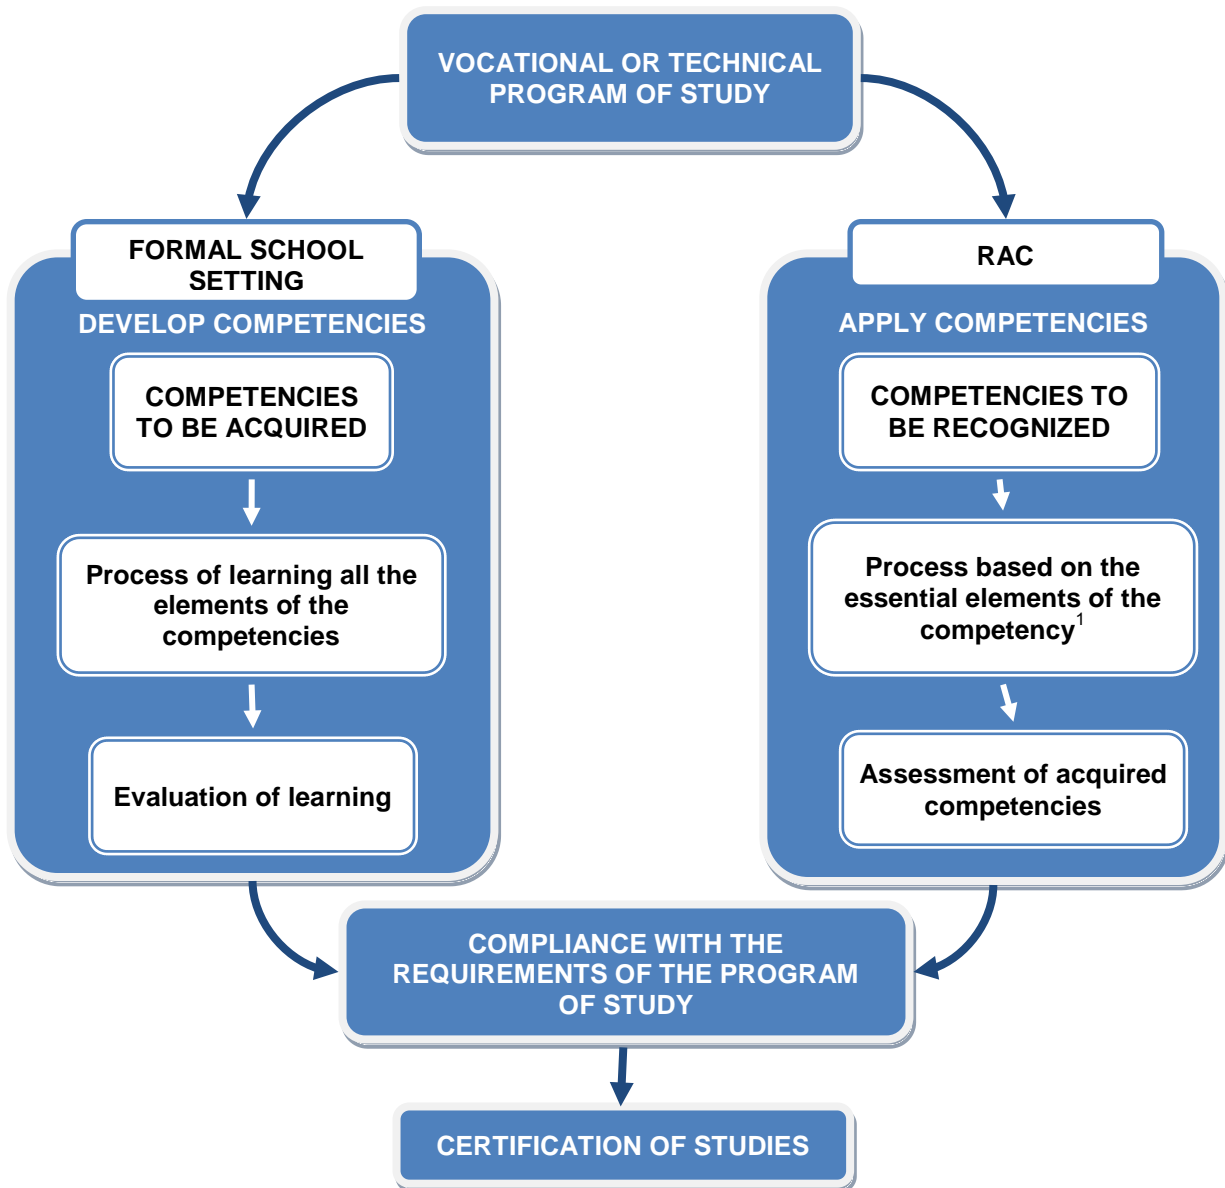 VOCATIONAL OR TECHNICAL
PROGRAM OF STUDY
FORMAL SCHOOL
SETTING
DEVELOP COMPETENCIES
COMPETENCIES
TO BE ACQUIRED
Process of learning all the
elements of the
competencies
Evaluation of learning
RAC
APPLY COMPETENCIES
COMPETENCIES TO
BE RECOGNIZED
Process based on the
essential elements of the
competency¹
Assessment of acquired
competencies
COMPLIANCE WITH THE
REQUIREMENTS OF THE PROGRAM
OF STUDY
CERTIFICATION OF STUDIES